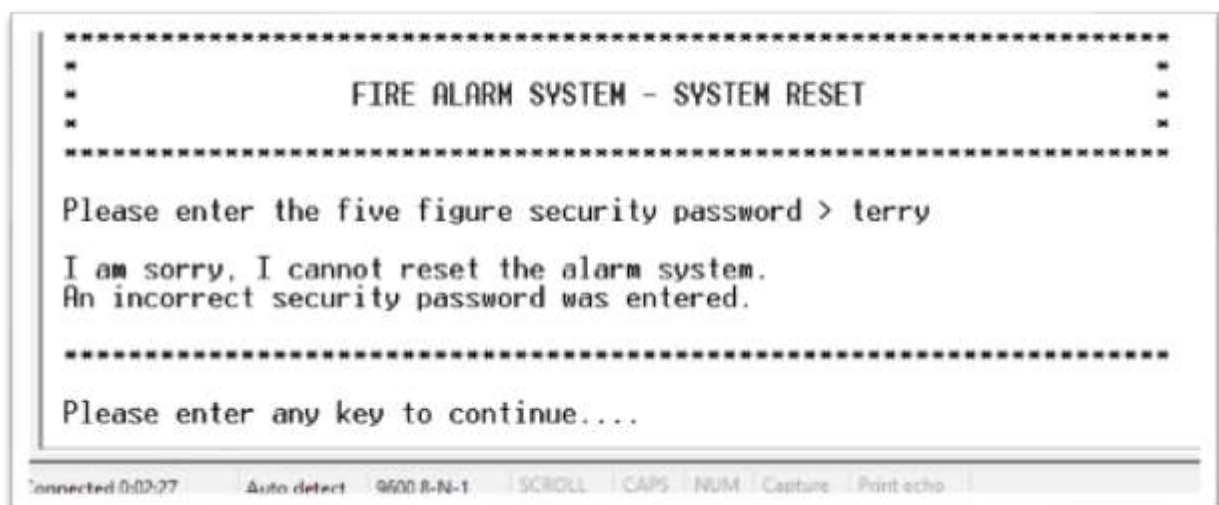 FIRE ALARM SYSTEM - SYSTEM RESET
Please enter the five figure security password > terry
I am sorry, I cannot reset the alarm system.
An incorrect security password was entered.
Please enter any key to continue....
Connected 0:02:27 Auto detect 9600 8-N-1 SCROLL CAPS NUM Capture Print echo